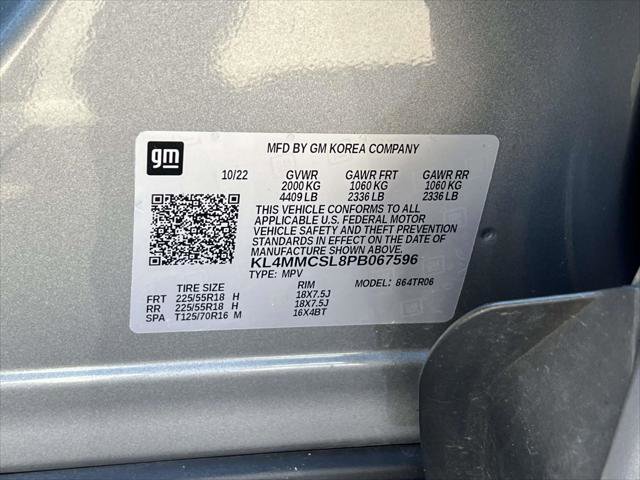 gm
MFD BY GM KOREA COMPANY
10/22 GVWR GAWR FRT GAWR RR
2000 KG 1060 KG 1060 KG
4409 LB 2336 LB 2336 LB
THIS VEHICLE CONFORMS TO ALL
APPLICABLE U.S. FEDERAL MOTOR
VEHICLE SAFETY AND THEFT PREVENTION
STANDARDS IN EFFECT ON THE DATE OF
MANUFACTURE SHOWN ABOVE.
KL4MMCSL8PB067596
TYPE: MPV MODEL: 864TR06
TIRE SIZE RIM
FRT 225/55R18 H 18X7.5J
RR 225/55R18 H 18X7.5J
SPA T125/70R16 M 16X4BT